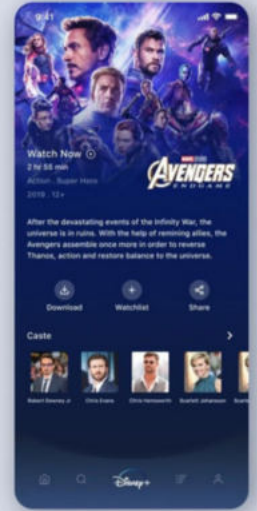 9:41
Watch Now
2 hr 55 min
Action . Super Hero
2019 . 12+
MARVEL STUDIOS
AVENGERS
ENDGAME
After the devastating events of the Infinity War, the
universe is in ruins. With the help of remining allies, the
Avengers assemble once more in order to reverse
Thanos, action and restore balance to the universe.
Download Watchlist Share
Caste
Robert Downey Jr Chris Evans Chris Hemsworth Scarlett Johansson
Disney+